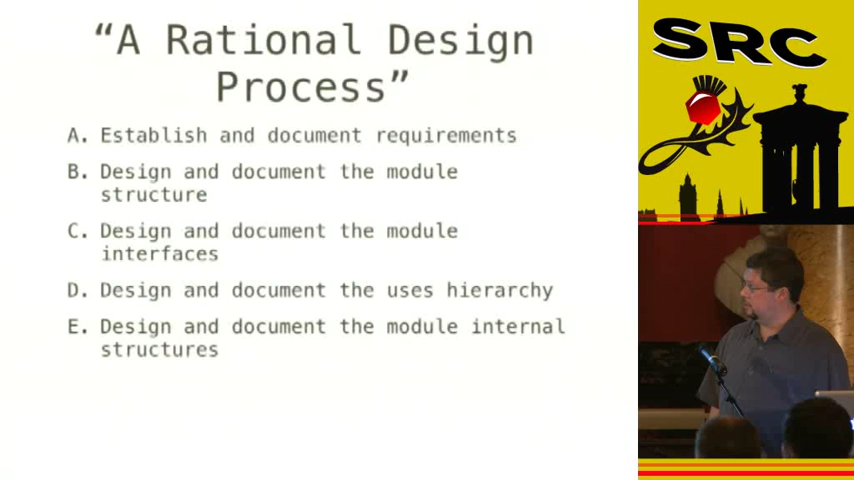 “A Rational Design
Process”
A. Establish and document requirements
B. Design and document the module
structure
C. Design and document the module
interfaces
D. Design and document the uses hierarchy
E. Design and document the module internal
structures
SRC